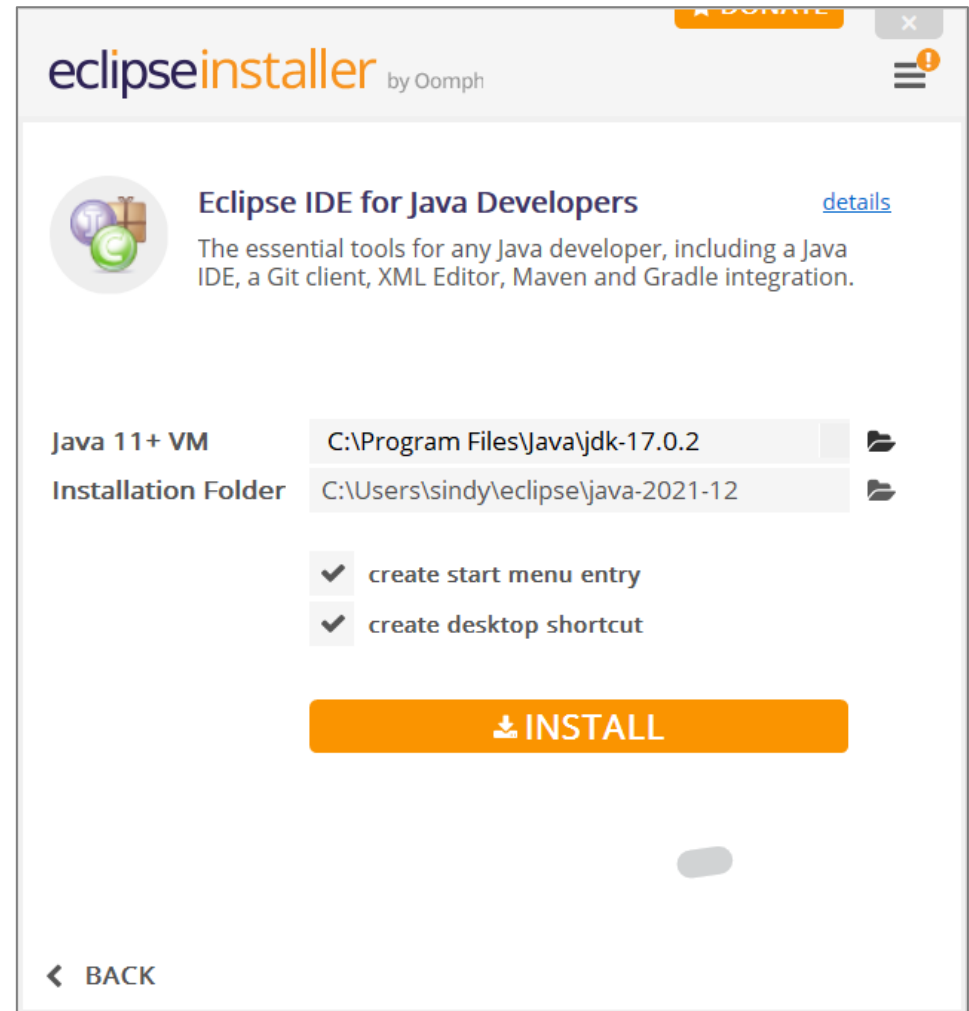 DONATE
eclipseinstaller by Oomph
Eclipse IDE for Java Developers
details
The essential tools for any Java developer, including a Java
IDE, a Git client, XML Editor, Maven and Gradle integration.
Java 11+ VM
C:\Program Files\Java\jdk-17.0.2
Installation Folder
C:\Users\sindy\eclipse\java-2021-12
create start menu entry
create desktop shortcut
INSTALL
BACK